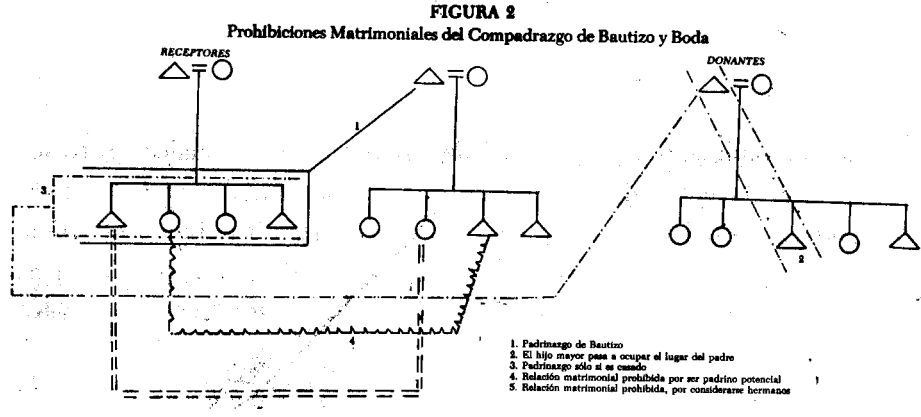 FIGURA 2
Prohibiciones Matrimoniales del Compadrazgo de Bautizo y Boda
RECEPTORES
DONANTES
1
3
2
4
1. Padrinazgo de Bautizo
2. El hijo mayor pasa a ocupar el lugar del padre
3. Padrinazgo sólo si es casado
4. Relación matrimonial prohibida por ser padrino potencial
5. Relación matrimonial prohibida, por considerarse hermanos